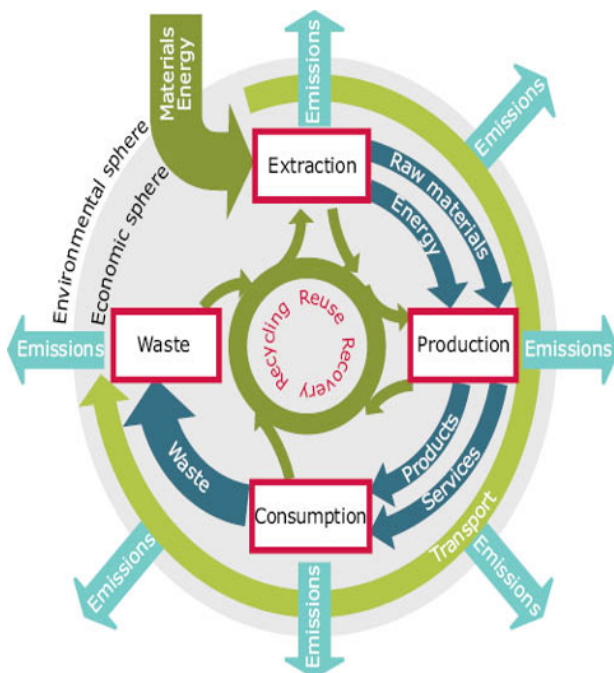 Materials
Energy
Emissions
Emissions
Environmental sphere
Economic sphere
Extraction
Raw materials
Energy
Recycling Reuse Recovery
Emissions
Waste
Production
Emissions
Waste
Products
Services
Consumption
Transport
Emissions
Emissions
Emissions